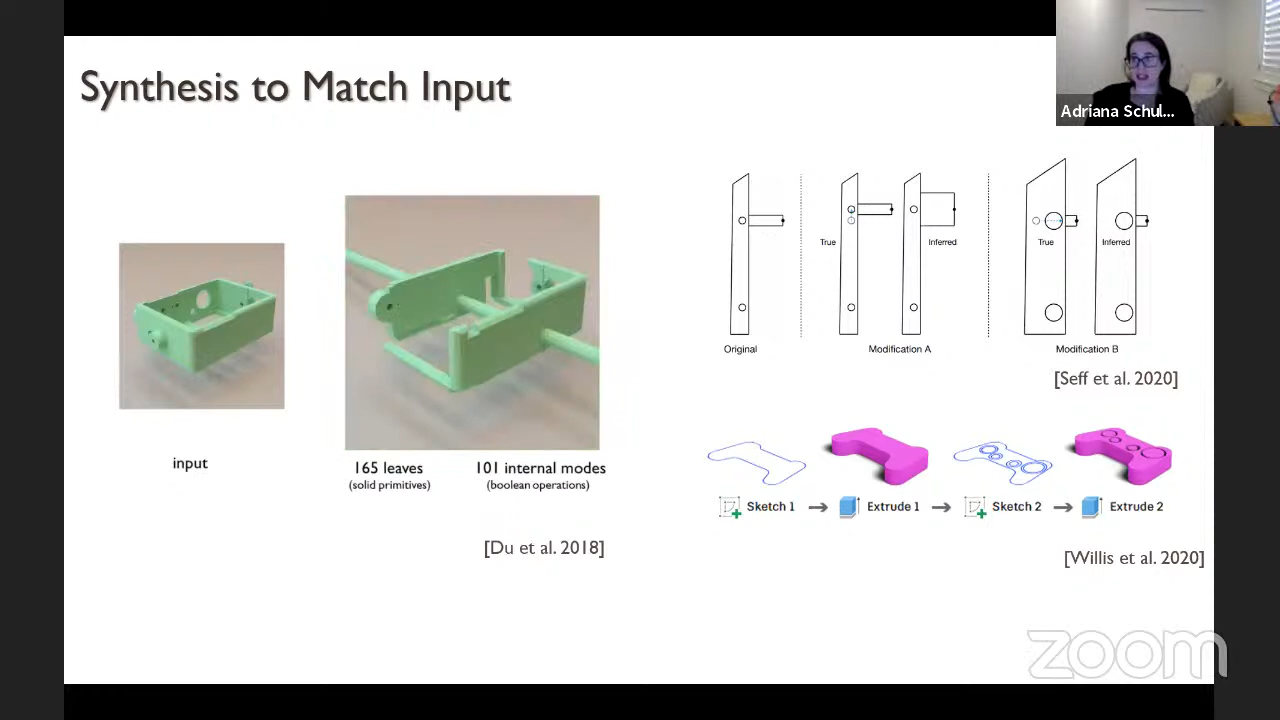 Synthesis to Match Input
Adriana Schul...
True
Inferred
True
Inferred
Original
Modification A
Modification B
[Seff et al. 2020]
input
165 leaves
(solid primitives)
101 internal modes
(boolean operations)
[Du et al. 2018]
Sketch 1
Extrude 1
Sketch 2
Extrude 2
[Willis et al. 2020]
zoom